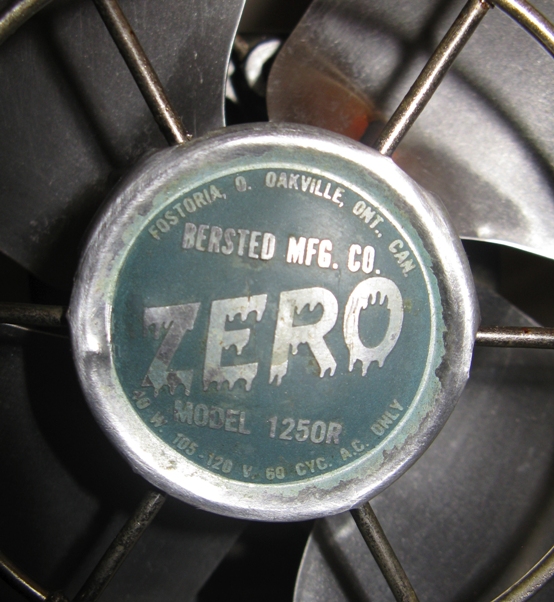 FOSTORIA, O. OAKVILLE, ONT., CAN.
BERSTED MFG. CO.
ZERO
MODEL 1250R
W. 105-120 V. 60 CYC. A.C. ONLY